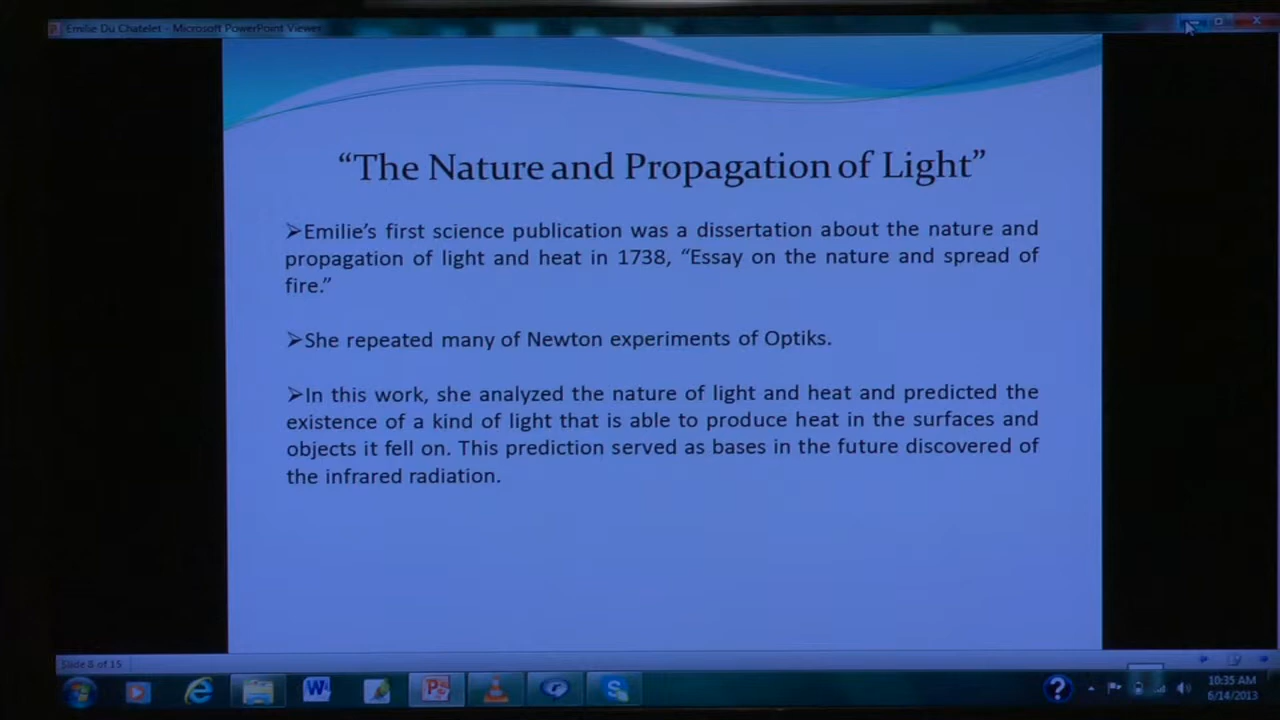 Emilie Du Chatelet - Microsoft PowerPoint Viewer
“The Nature and Propagation of Light”
➢Emilie’s first science publication was a dissertation about the nature and
propagation of light and heat in 1738, “Essay on the nature and spread of
fire.”
➢She repeated many of Newton experiments of Optiks.
➢In this work, she analyzed the nature of light and heat and predicted the
existence of a kind of light that is able to produce heat in the surfaces and
objects it fell on. This prediction served as bases in the future discovered of
the infrared radiation.
Slide 8 of 15
10:35 AM
6/14/2013